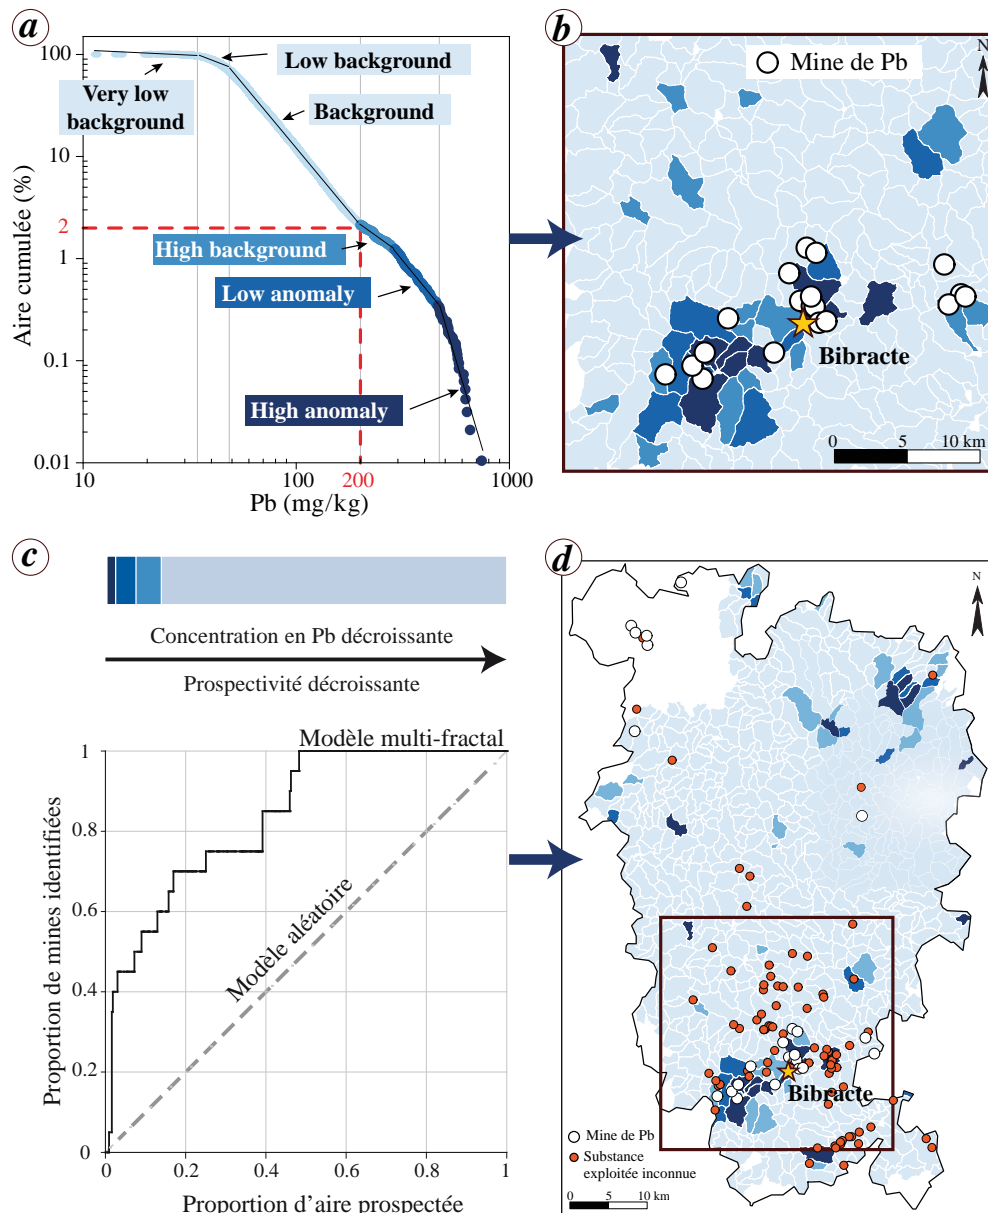 a
100
10
1
0.1
0.01
2
Aire cumulée (%)
Low background
Very low
background
Background
High background
Low anomaly
High anomaly
10
100
200
1000
Pb (mg/kg)
b
N
Mine de Pb
Bibracte
0
5
10 km
c
Concentration en Pb décroissante
Prospectivité décroissante
Modèle multi-fractal
Modèle aléatoire
Proportion de mines identifiées
1
0.8
0.6
0.4
0.2
0
0
0.2
0.4
0.6
0.8
1
Proportion d'aire prospectée
d
N
Bibracte
Mine de Pb
Substance
exploitée inconnue
0
5
10 km